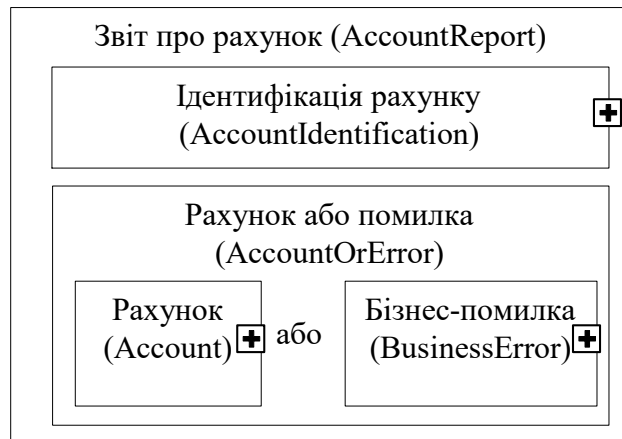 Звіт про рахунок (AccountReport)
Ідентифікація рахунку
(AccountIdentification)
Рахунок або помилка
(AccountOrError)
Рахунок
(Account)
або
Бізнес-помилка
(BusinessError)